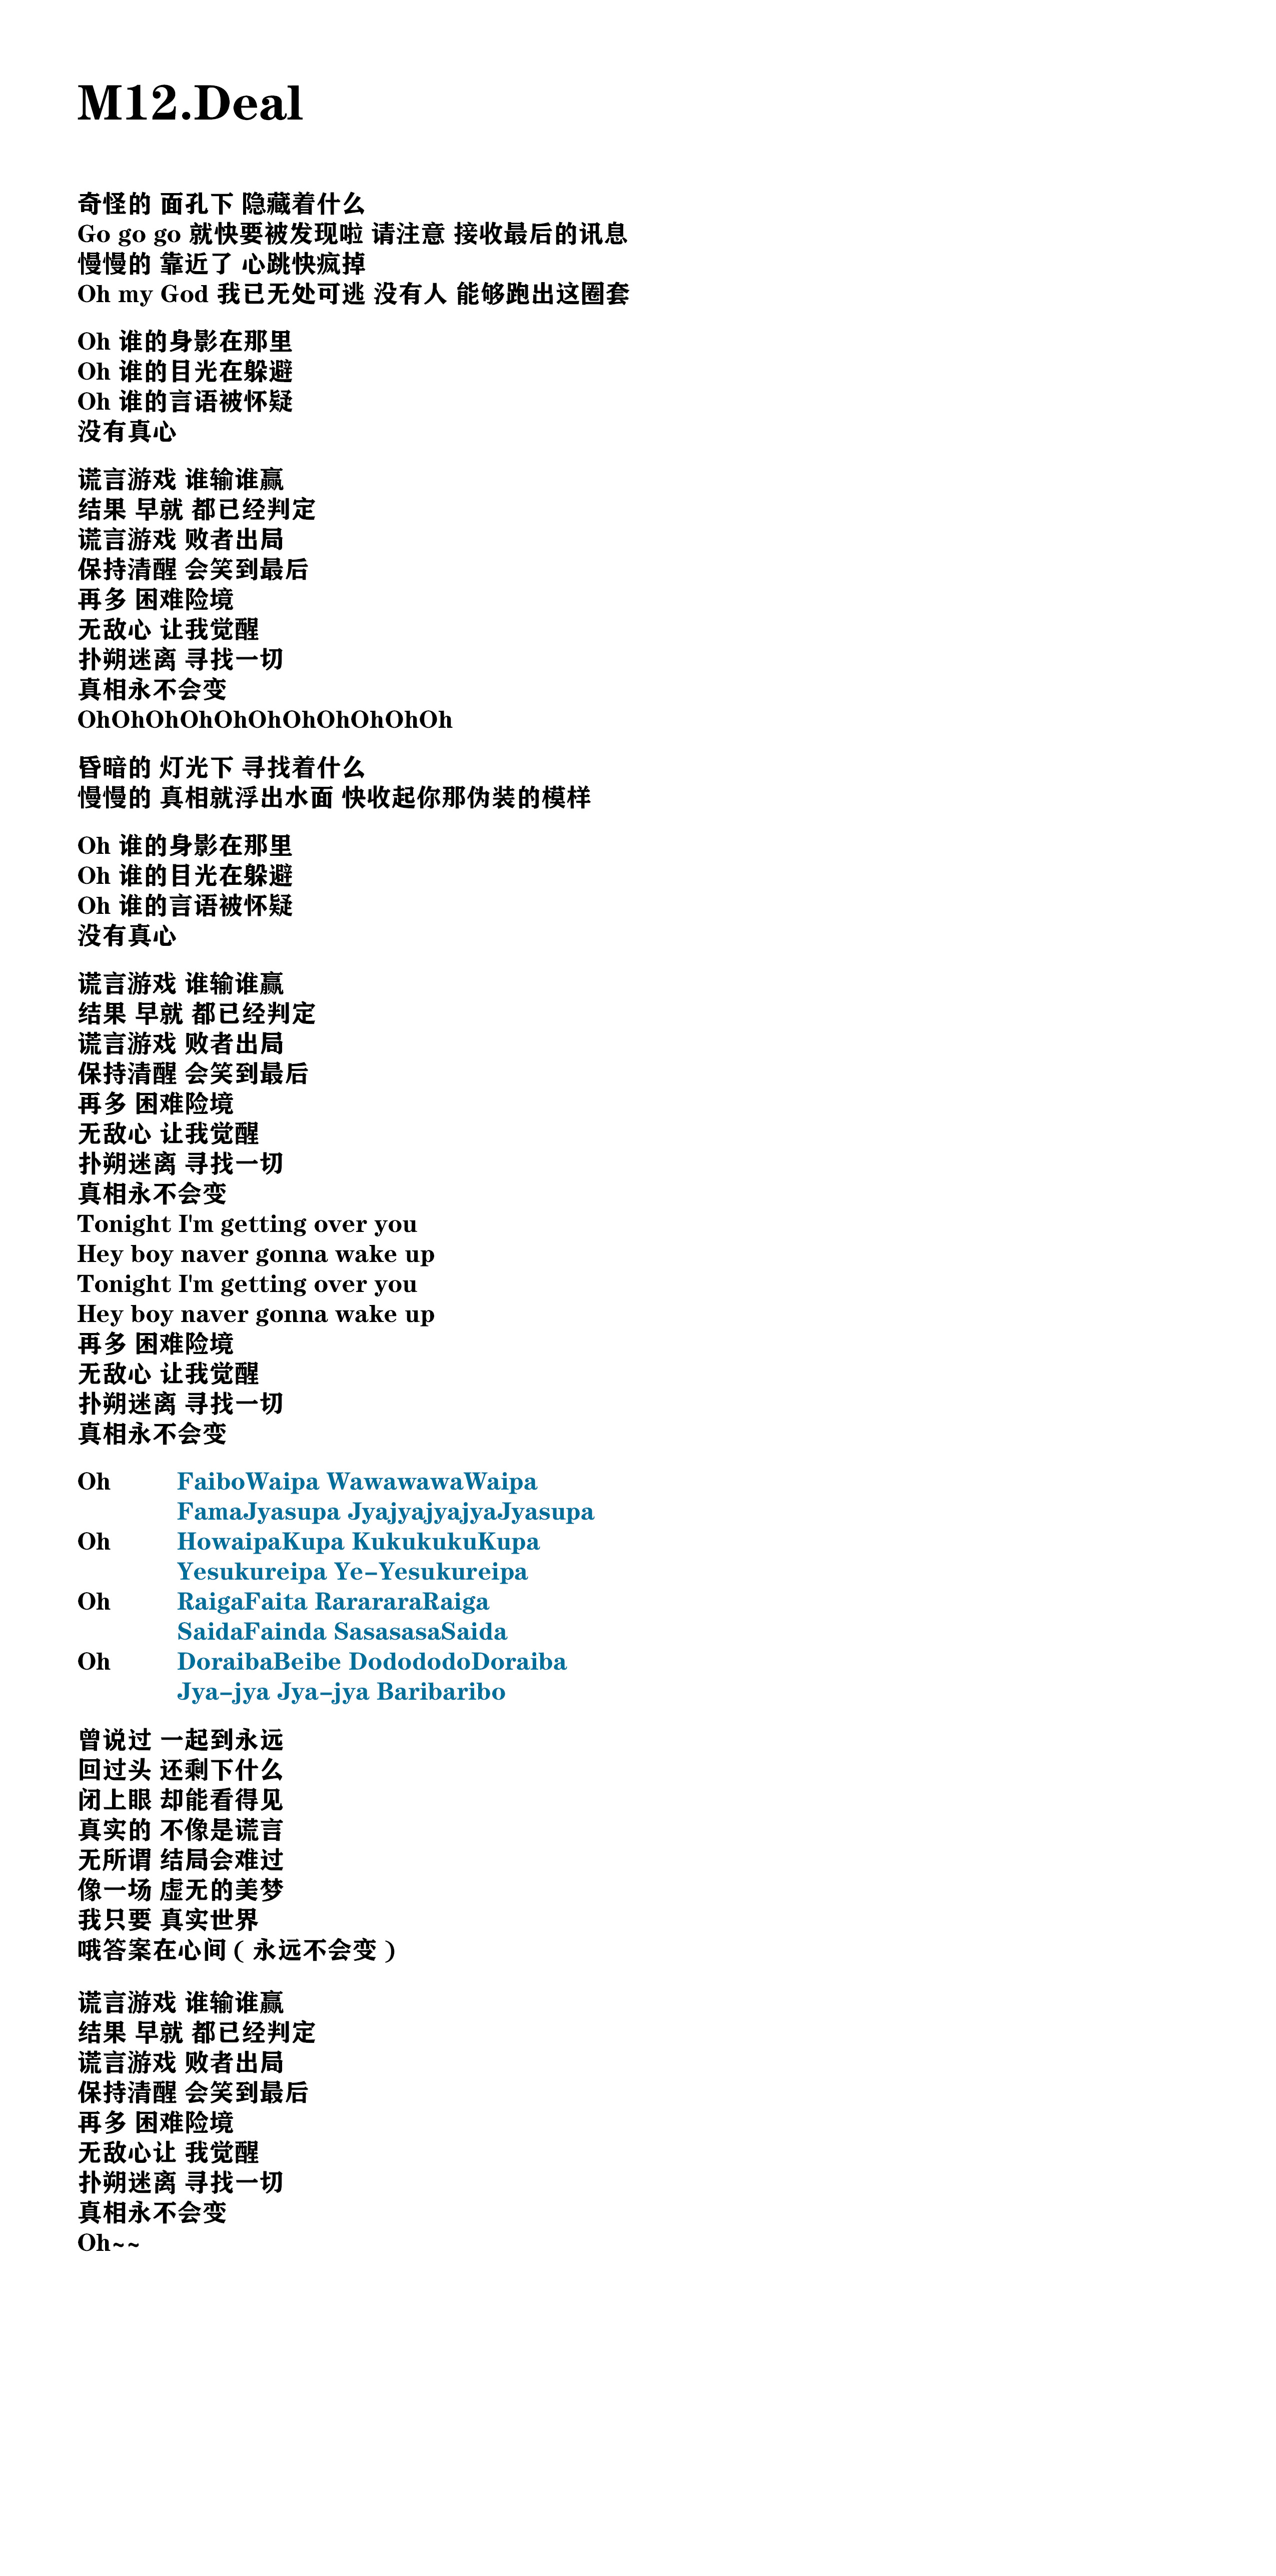 M12.Deal
奇怪的 面孔下 隐藏着什么
Go go go 就快要被发现啦 请注意 接收最后的讯息
慢慢的 靠近了 心跳快疯掉
Oh my God 我已无处可逃 没有人 能够跑出这圈套
Oh 谁的身影在那里
Oh 谁的目光在躲避
Oh 谁的言语被怀疑
没有真心
谎言游戏 谁输谁赢
结果 早就 都已经判定
谎言游戏 败者出局
保持清醒 会笑到最后
再多 困难险境
无敌心 让我觉醒
扑朔迷离 寻找一切
真相永不会变
OhOhOhOhOhOhOhOhOhOhOh
昏暗的 灯光下 寻找着什么
慢慢的 真相就浮出水面 快收起你那伪装的模样
Oh 谁的身影在那里
Oh 谁的目光在躲避
Oh 谁的言语被怀疑
没有真心
谎言游戏 谁输谁赢
结果 早就 都已经判定
谎言游戏 败者出局
保持清醒 会笑到最后
再多 困难险境
无敌心 让我觉醒
扑朔迷离 寻找一切
真相永不会变
Tonight I'm getting over you
Hey boy naver gonna wake up
Tonight I'm getting over you
Hey boy naver gonna wake up
再多 困难险境
无敌心 让我觉醒
扑朔迷离 寻找一切
真相永不会变
Oh FaiboWaipa WawawawaWaipa
FamaJyasupa JyajyajyajyaJyasupa
Oh HowaipaKupa KukukukuKupa
Yesukureipa Ye-Yesukureipa
Oh RaigaFaita RarararaRaiga
SaidaFainda SasasasaSaida
Oh DoraibaBeibe DodododoDoraiba
Jya-jya Jya-jya Baribaribo
曾说过 一起到永远
回过头 还剩下什么
闭上眼 却能看得见
真实的 不像是谎言
无所谓 结局会难过
像一场 虚无的美梦
我只要 真实世界
哦答案在心间 ( 永远不会变 )
谎言游戏 谁输谁赢
结果 早就 都已经判定
谎言游戏 败者出局
保持清醒 会笑到最后
再多 困难险境
无敌心让 我觉醒
扑朔迷离 寻找一切
真相永不会变
Oh~~